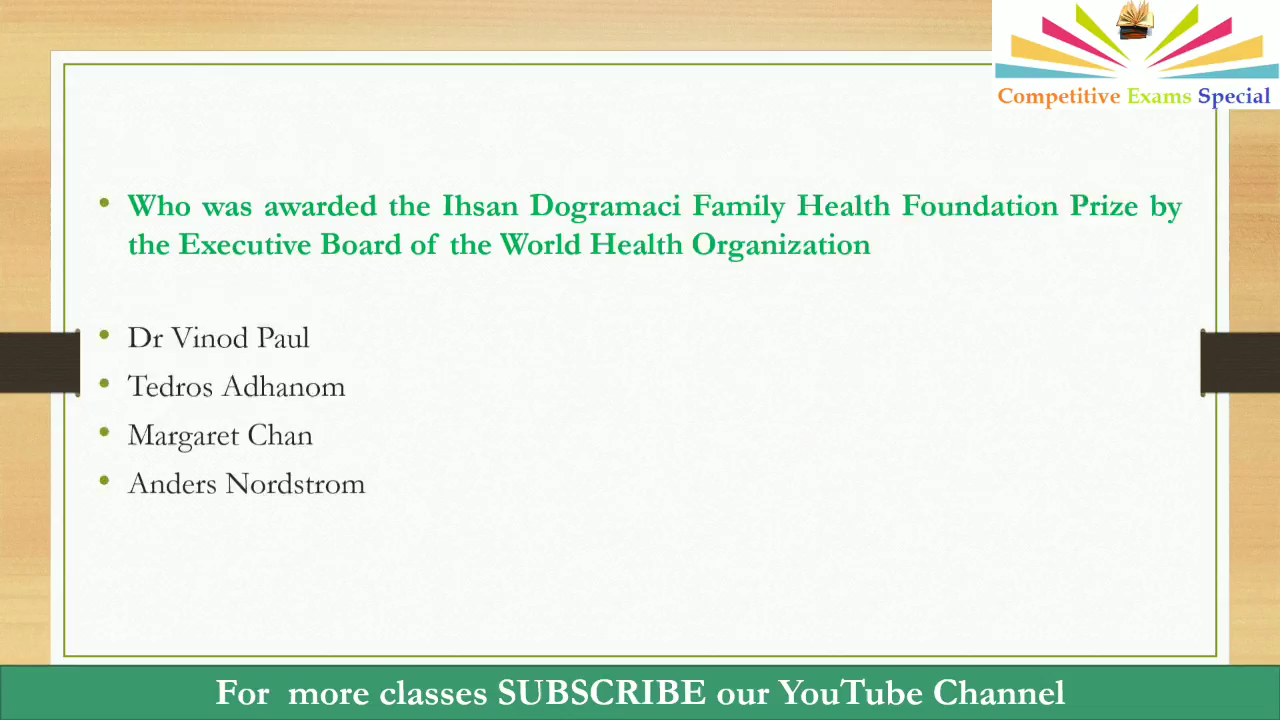 Competitive Exams Special
• Who was awarded the Ihsan Dogramaci Family Health Foundation Prize by
the Executive Board of the World Health Organization
• Dr Vinod Paul
• Tedros Adhanom
• Margaret Chan
• Anders Nordstrom
For more classes SUBSCRIBE our YouTube Channel